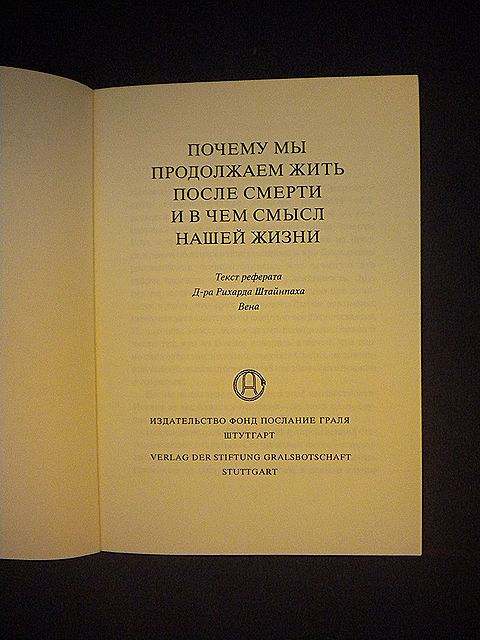 ПОЧЕМУ МЫ
ПРОДОЛЖАЕМ ЖИТЬ
ПОСЛЕ СМЕРТИ
И В ЧЕМ СМЫСЛ
НАШЕЙ ЖИЗНИ
Текст реферата
Д-ра Рихарда Штайнпаха
Вена
ИЗДАТЕЛЬСТВО ФОНД ПОСЛАНИЕ ГРАЛЯ
ШТУТГАРТ
VERLAG DER STIFTUNG GRALSBOTSCHAFT
STUTTGART